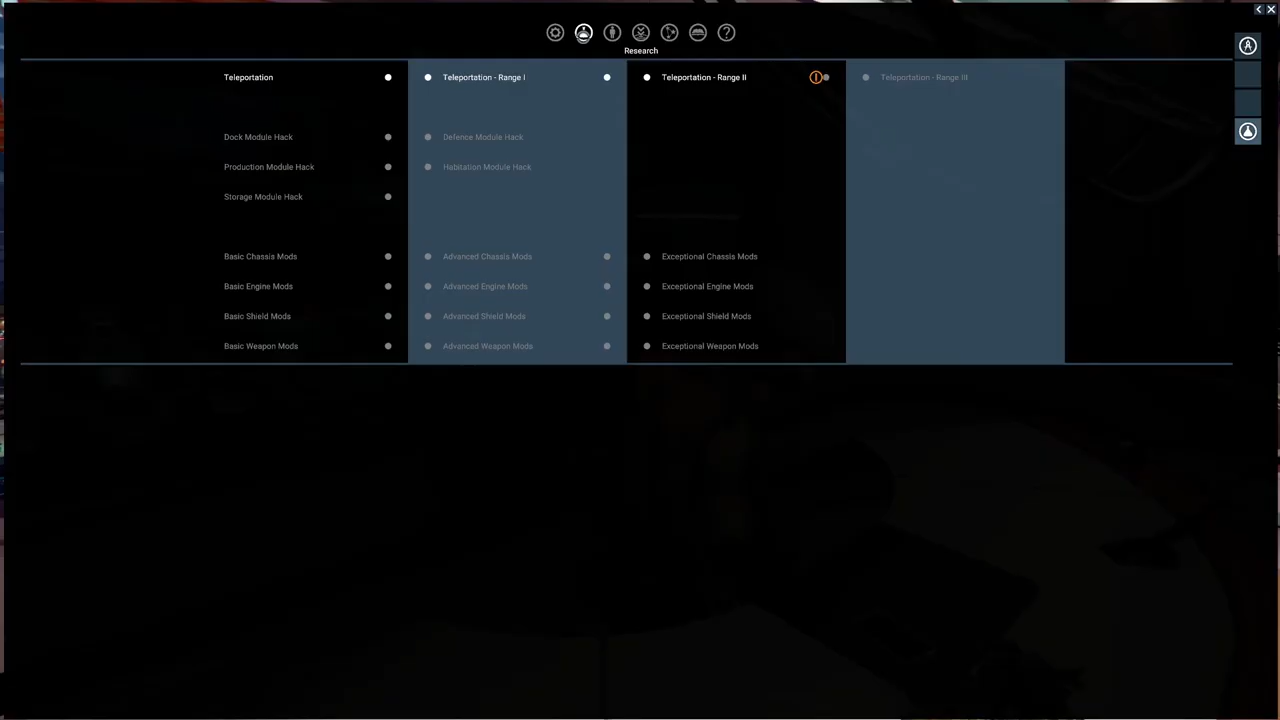 Research
Teleportation Teleportation - Range I Teleportation - Range II Teleportation - Range III
Dock Module Hack Defence Module Hack
Production Module Hack Habitation Module Hack
Storage Module Hack
Basic Chassis Mods Advanced Chassis Mods Exceptional Chassis Mods
Basic Engine Mods Advanced Engine Mods Exceptional Engine Mods
Basic Shield Mods Advanced Shield Mods Exceptional Shield Mods
Basic Weapon Mods Advanced Weapon Mods Exceptional Weapon Mods